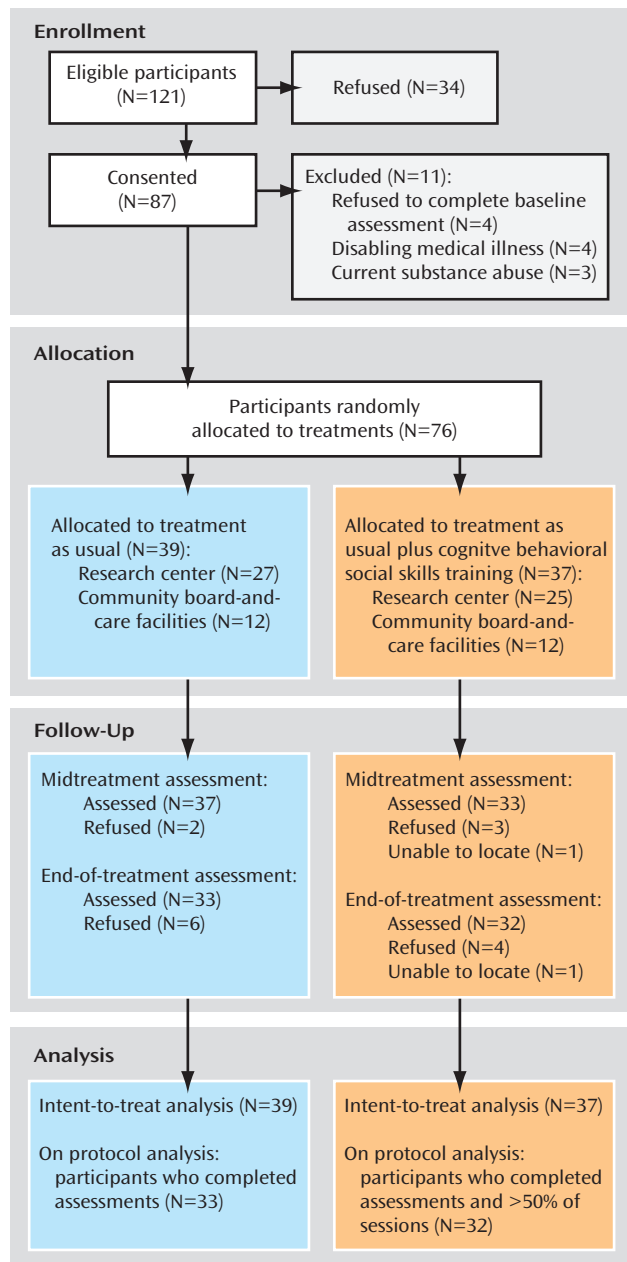 Enrollment
Eligible participants
(N=121)
Refused (N=34)
Consented
(N=87)
Excluded (N=11):
Refused to complete baseline
assessment (N=4)
Disabling medical illness (N=4)
Current substance abuse (N=3)
Allocation
Participants randomly
allocated to treatments (N=76)
Allocated to treatment
as usual (N=39):
Research center (N=27)
Community board-and-
care facilities (N=12)
Allocated to treatment as
usual plus cognitve behavioral
social skills training (N=37):
Research center (N=25)
Community board-and-
care facilities (N=12)
Follow-Up
Midtreatment assessment:
Assessed (N=37)
Refused (N=2)
End-of-treatment assessment:
Assessed (N=33)
Refused (N=6)
Midtreatment assessment:
Assessed (N=33)
Refused (N=3)
Unable to locate (N=1)
End-of-treatment assessment:
Assessed (N=32)
Refused (N=4)
Unable to locate (N=1)
Analysis
Intent-to-treat analysis (N=39)
On protocol analysis:
participants who completed
assessments (N=33)
Intent-to-treat analysis (N=37)
On protocol analysis:
participants who completed
assessments and >50% of
sessions (N=32)